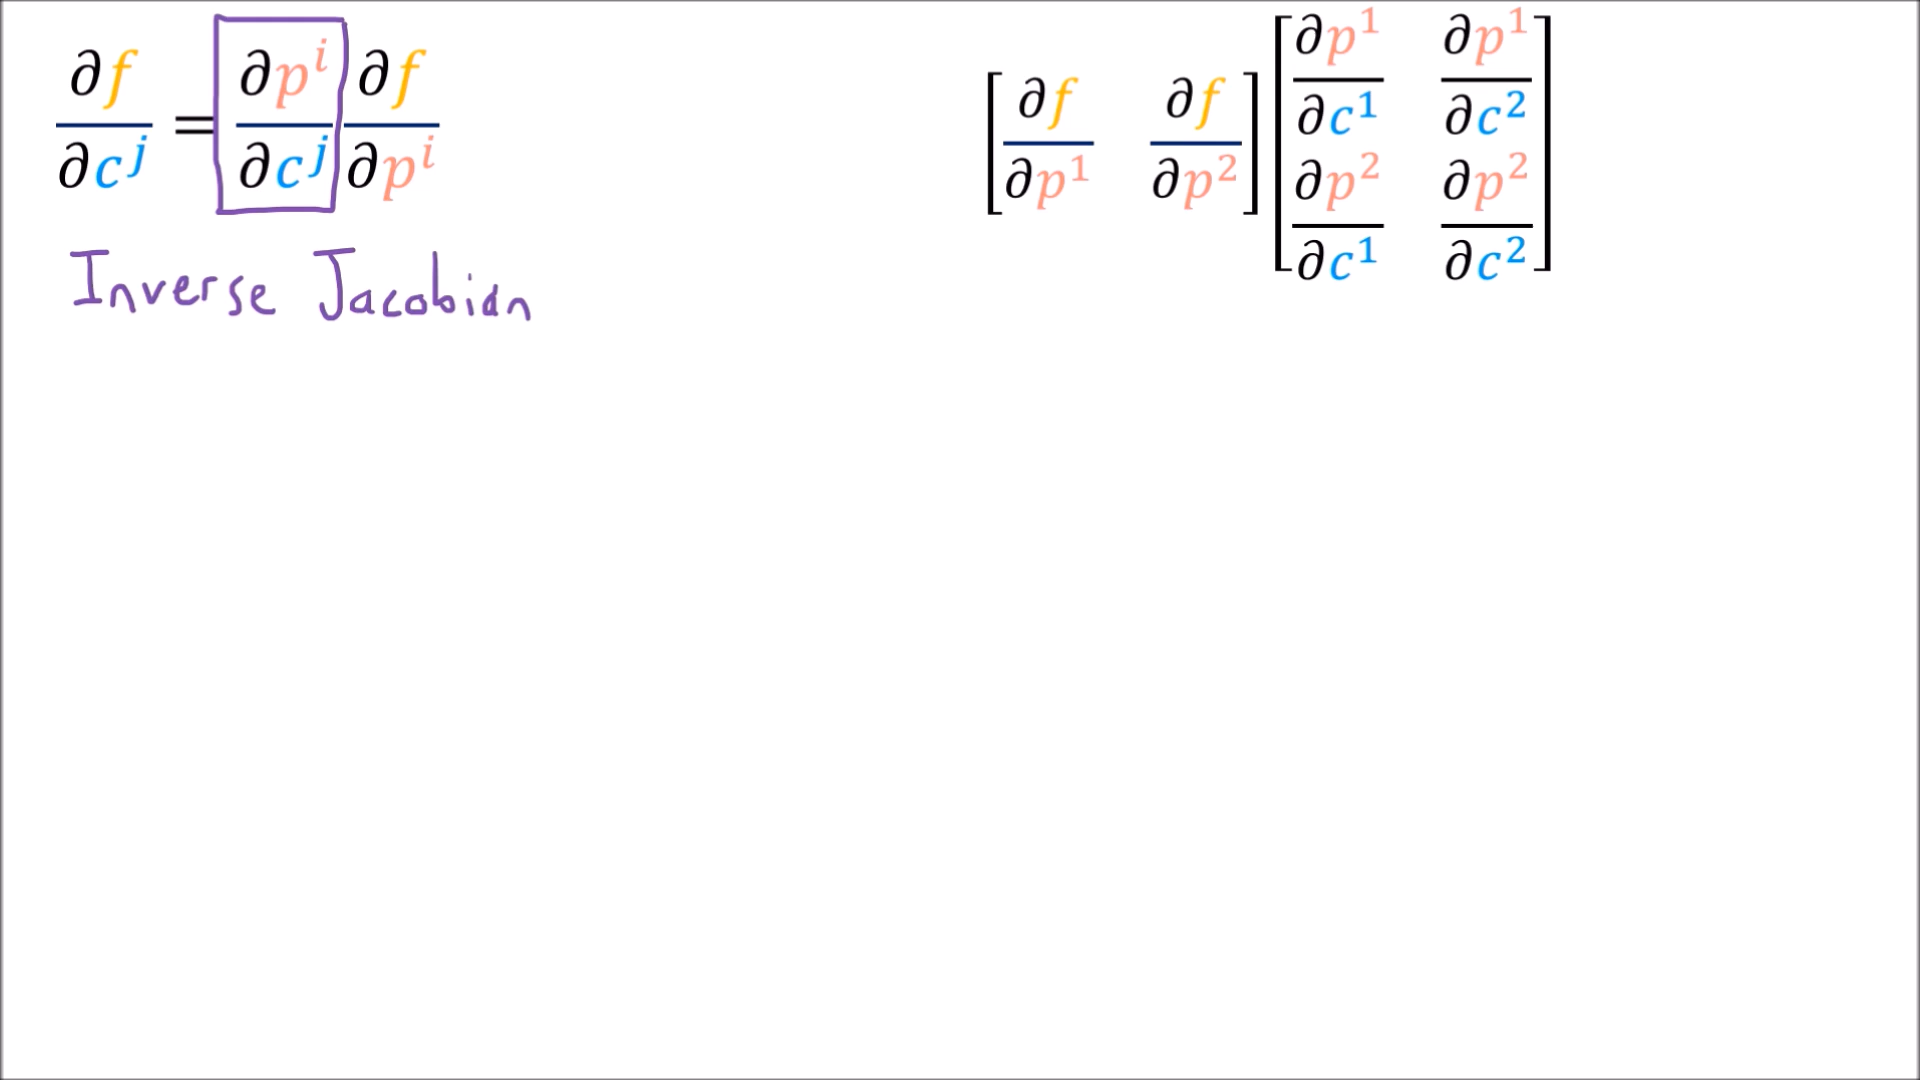 ∂f/∂c^j = ∂p^i/∂c^j ∂f/∂p^i
Inverse Jacobian
[∂f/∂p^1 ∂f/∂p^2] [∂p^1/∂c^1 ∂p^1/∂c^2
∂p^2/∂c^1 ∂p^2/∂c^2]